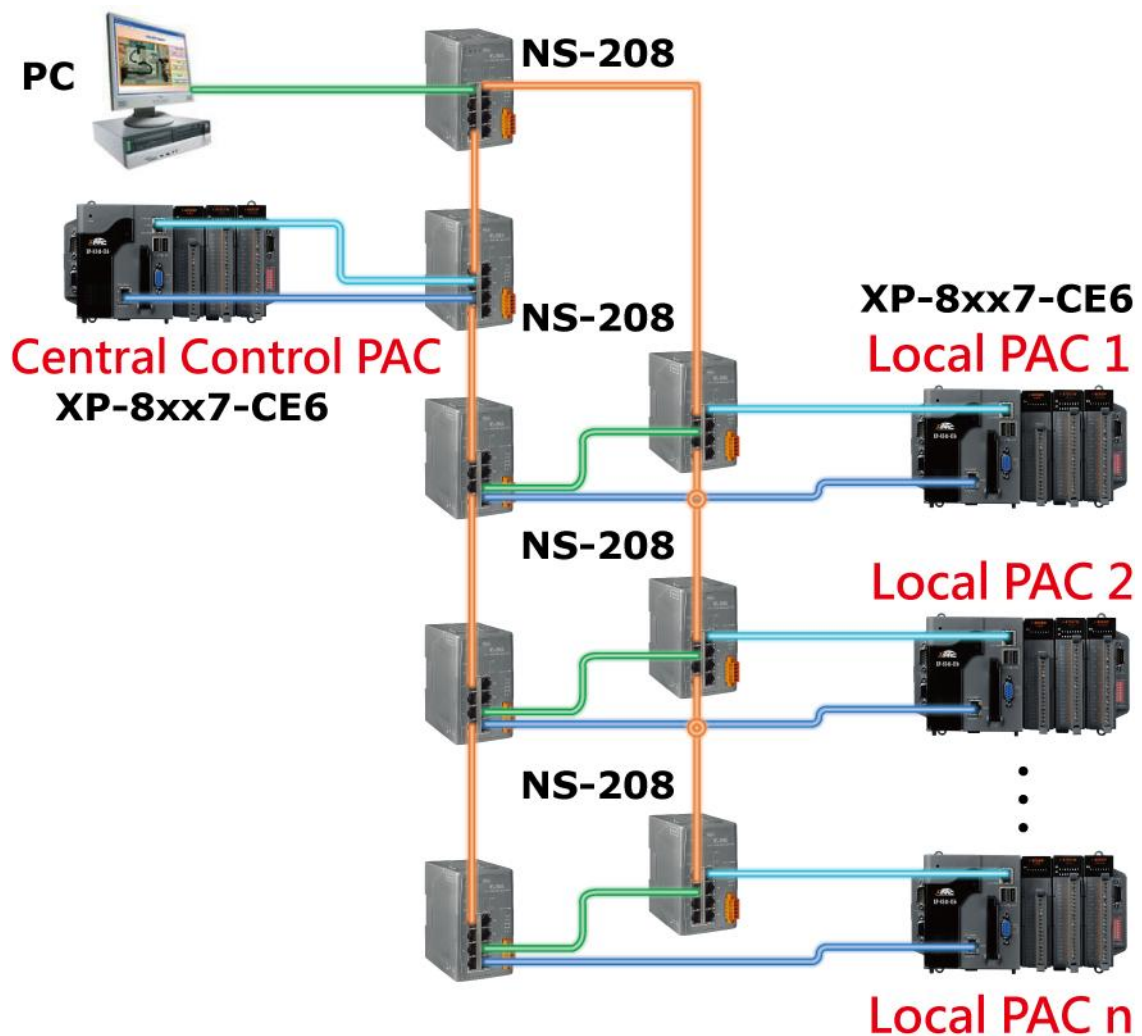 PC
NS-208
NS-208
Central Control PAC
XP-8xx7-CE6
XP-8xx7-CE6
Local PAC 1
NS-208
Local PAC 2
NS-208
Local PAC n